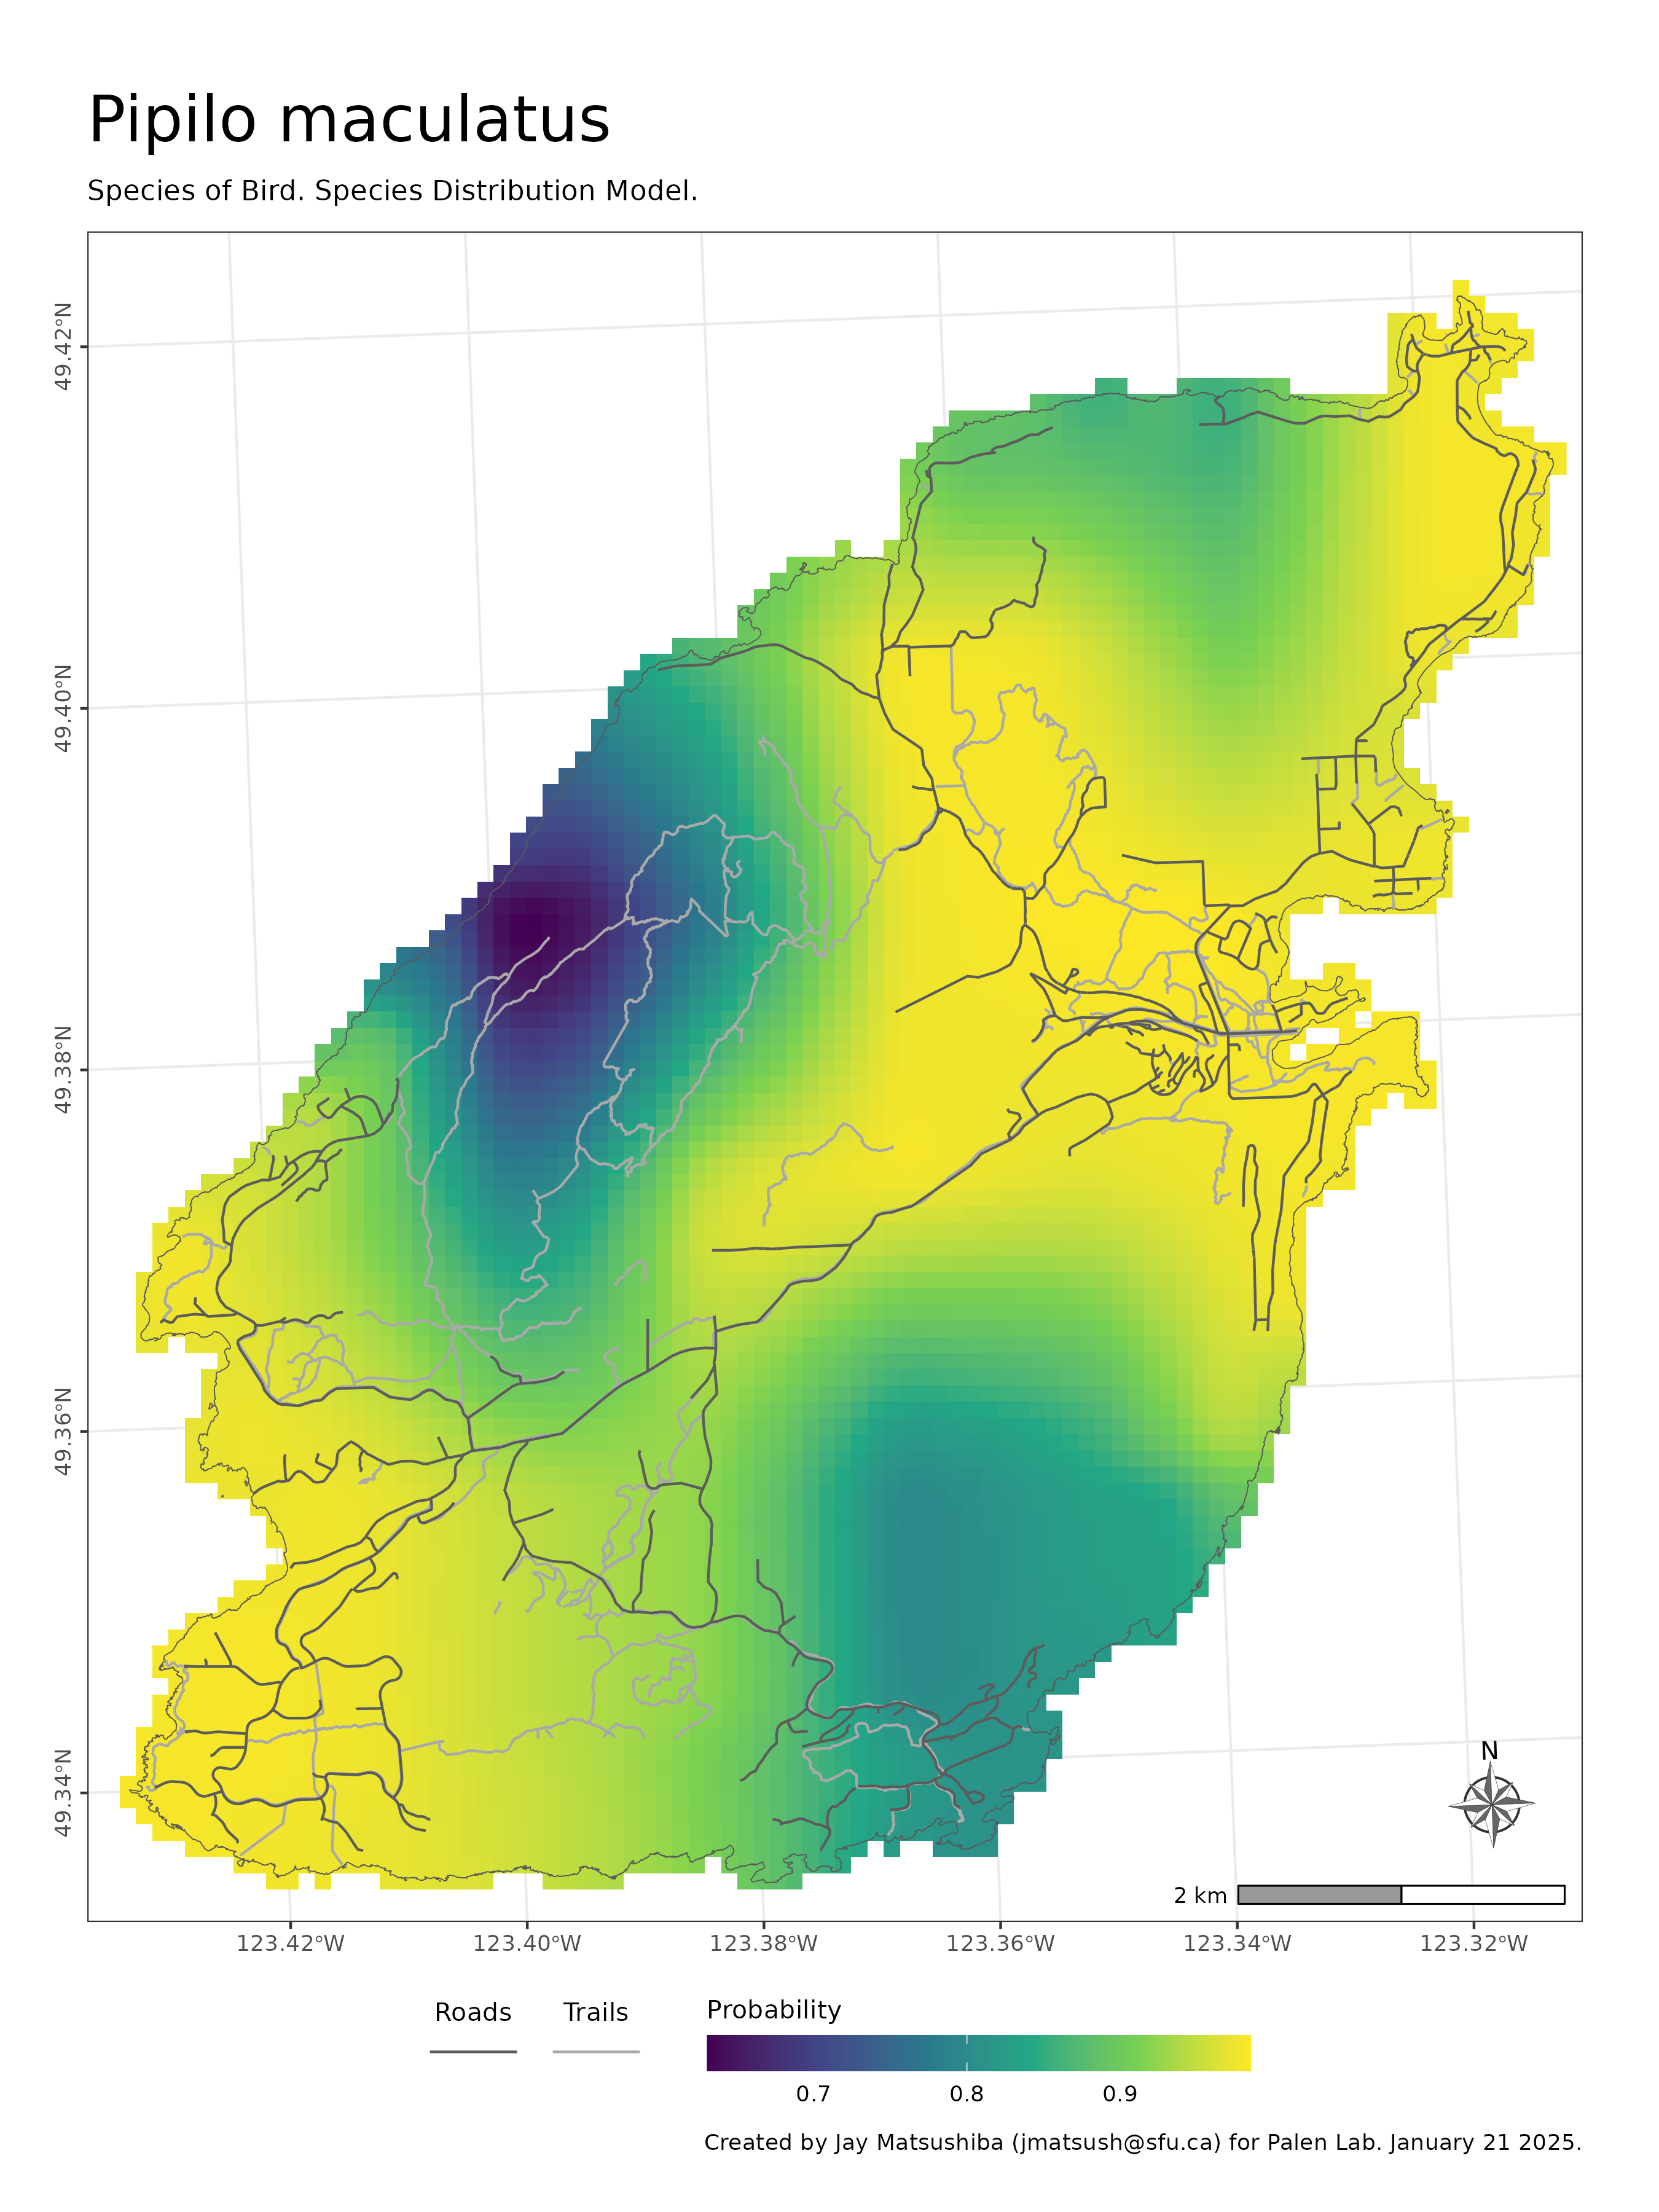 Pipilo maculatus
Species of Bird. Species Distribution Model.
49.42°N
49.40°N
49.38°N
49.36°N
49.34°N
N
2 km
123.42°W 123.40°W 123.38°W 123.36°W 123.34°W 123.32°W
Roads Trails Probability
0.7 0.8 0.9
Created by Jay Matsushiba (jmatsush@sfu.ca) for Palen Lab. January 21 2025.